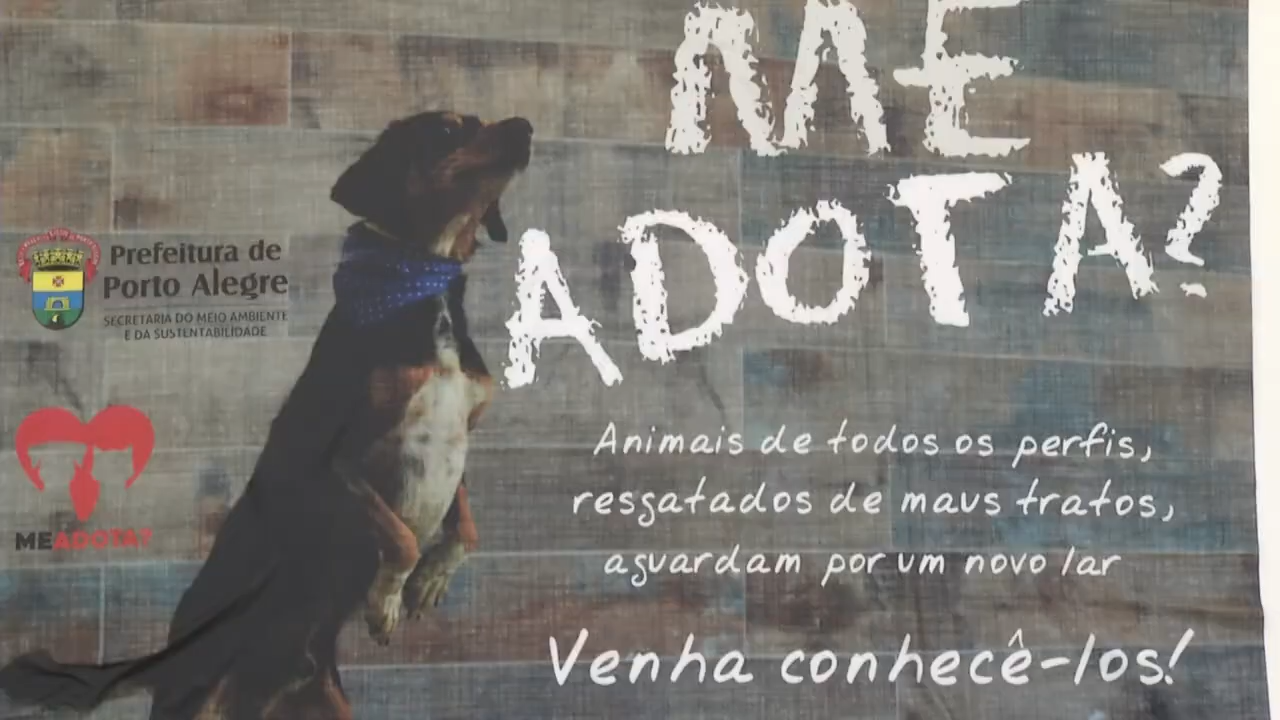 ME
ADOTA?
Prefeitura de
Porto Alegre
SECRETARIA DO MEIO AMBIENTE
E DA SUSTENTABILIDADE
MEADOTA?
Animais de todos os perfis,
resgatados de maus tratos,
aguardam por um novo lar
Venha conhecê-los!